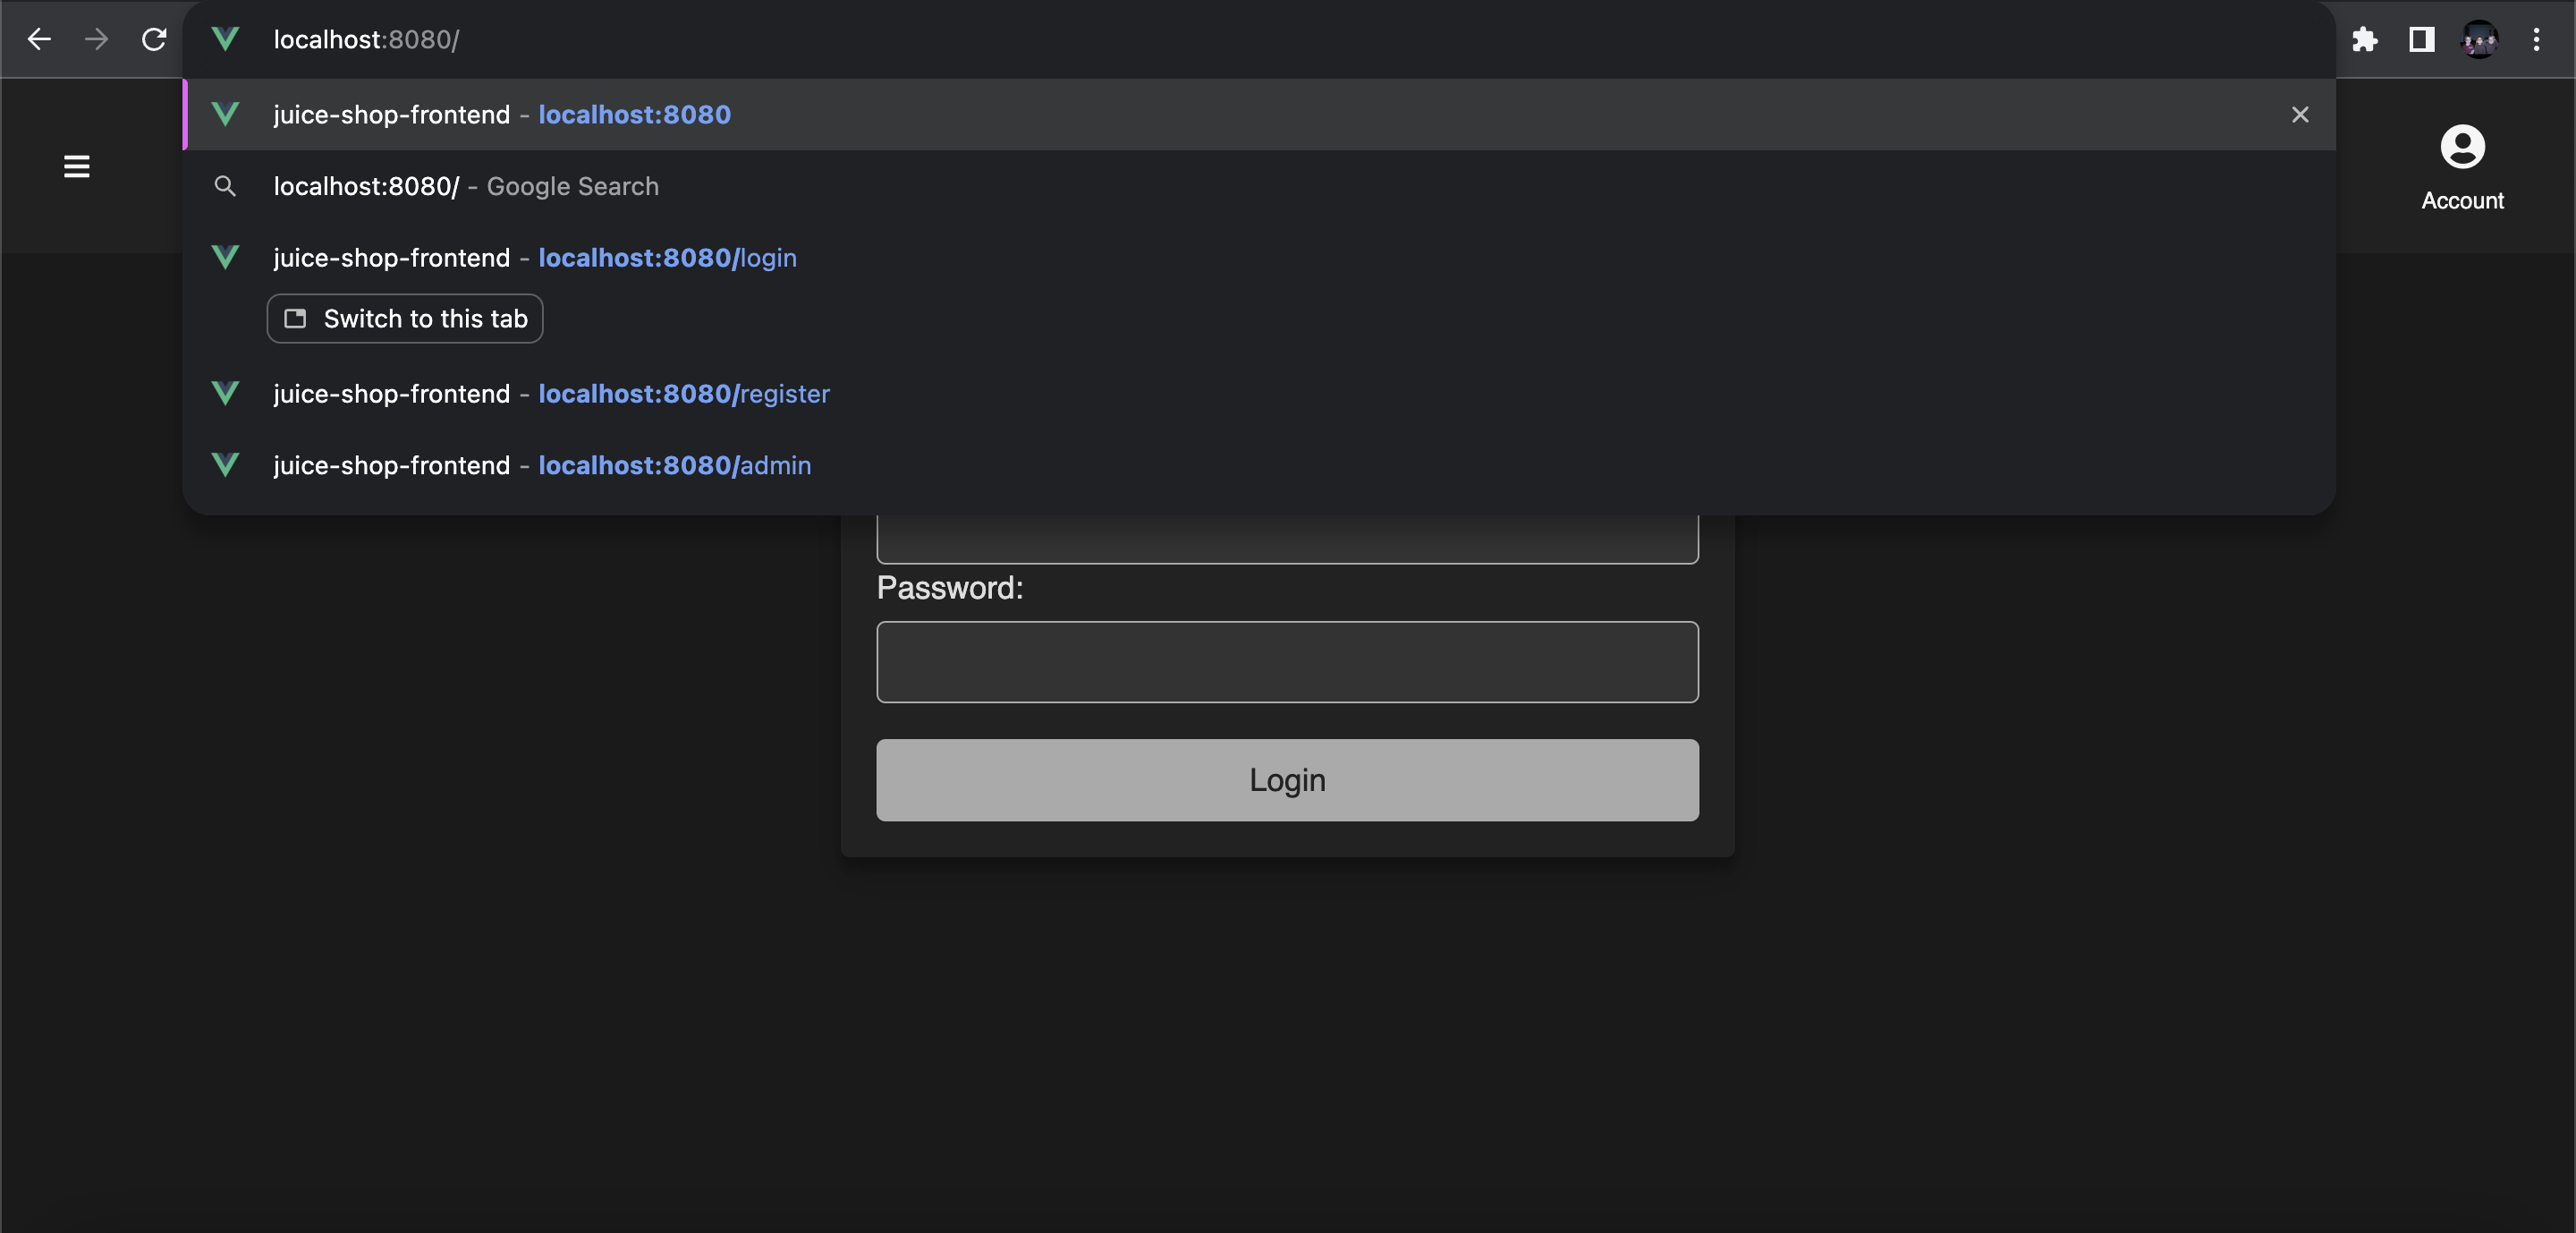 localhost:8080/
juice-shop-frontend - localhost:8080
localhost:8080/ - Google Search
Account
juice-shop-frontend - localhost:8080/login
Switch to this tab
juice-shop-frontend - localhost:8080/register
juice-shop-frontend - localhost:8080/admin
Password:
Login